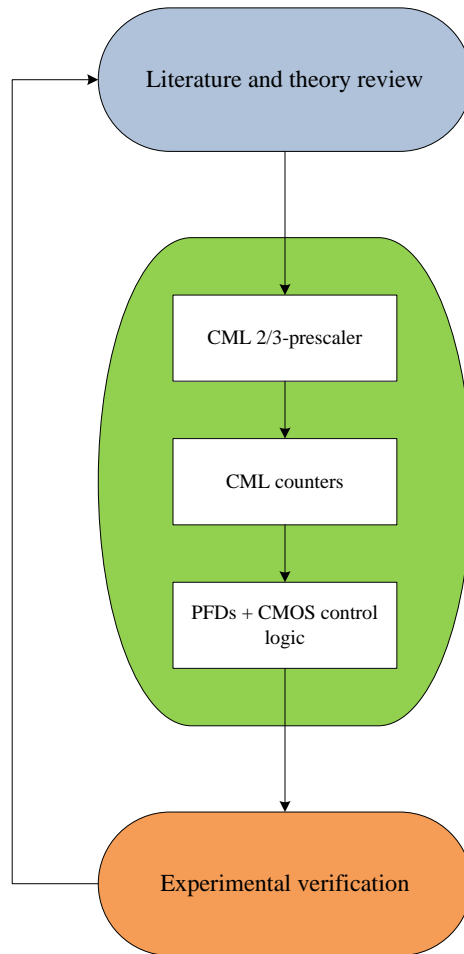 Literature and theory review
CML 2/3-prescaler
CML counters
PFDs + CMOS control
logic
Experimental verification